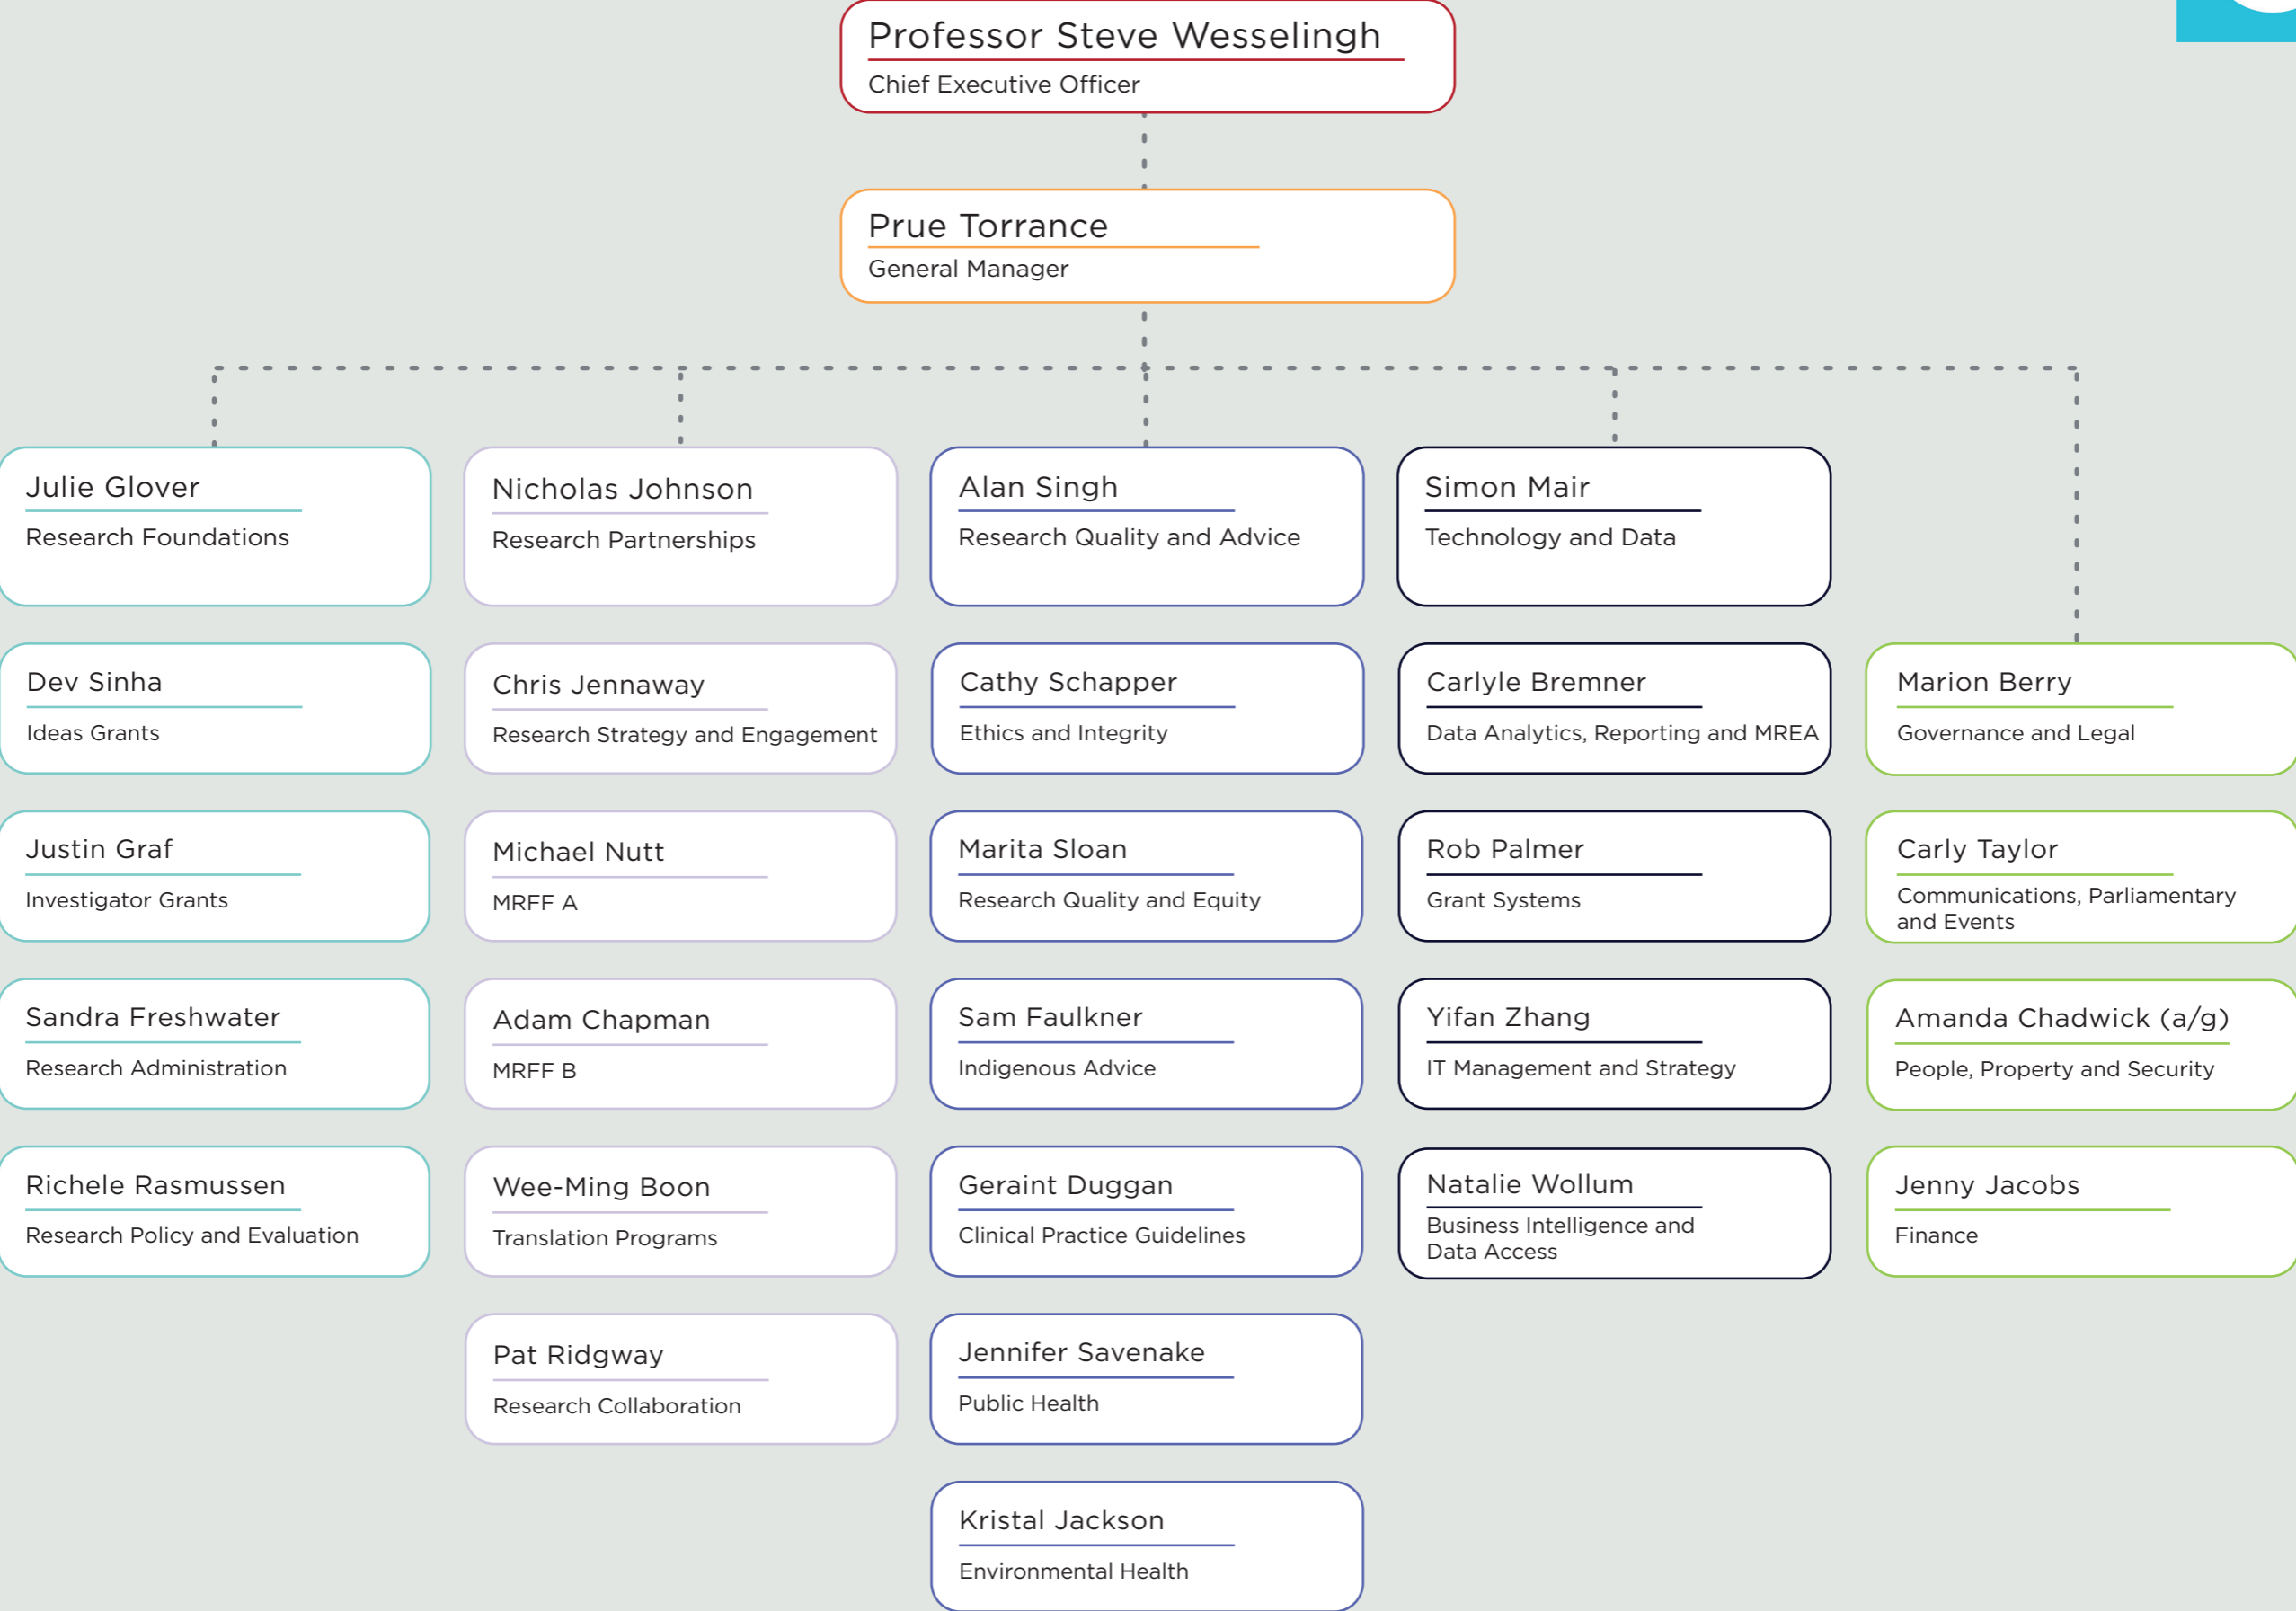 Professor Steve Wesselingh
Chief Executive Officer
Prue Torrance
General Manager
Julie Glover
Research Foundations
Dev Sinha
Ideas Grants
Justin Graf
Investigator Grants
Sandra Freshwater
Research Administration
Richele Rasmussen
Research Policy and Evaluation
Nicholas Johnson
Research Partnerships
Chris Jennaway
Research Strategy and Engagement
Michael Nutt
MRFF A
Adam Chapman
MRFF B
Wee-Ming Boon
Translation Programs
Pat Ridgway
Research Collaboration
Alan Singh
Research Quality and Advice
Cathy Schapper
Ethics and Integrity
Marita Sloan
Research Quality and Equity
Sam Faulkner
Indigenous Advice
Geraint Duggan
Clinical Practice Guidelines
Jennifer Savenake
Public Health
Kristal Jackson
Environmental Health
Simon Mair
Technology and Data
Carlyle Bremner
Data Analytics, Reporting and MREA
Rob Palmer
Grant Systems
Yifan Zhang
IT Management and Strategy
Natalie Wollum
Business Intelligence and
Data Access
Marion Berry
Governance and Legal
Carly Taylor
Communications, Parliamentary
and Events
Amanda Chadwick (a/g)
People, Property and Security
Jenny Jacobs
Finance